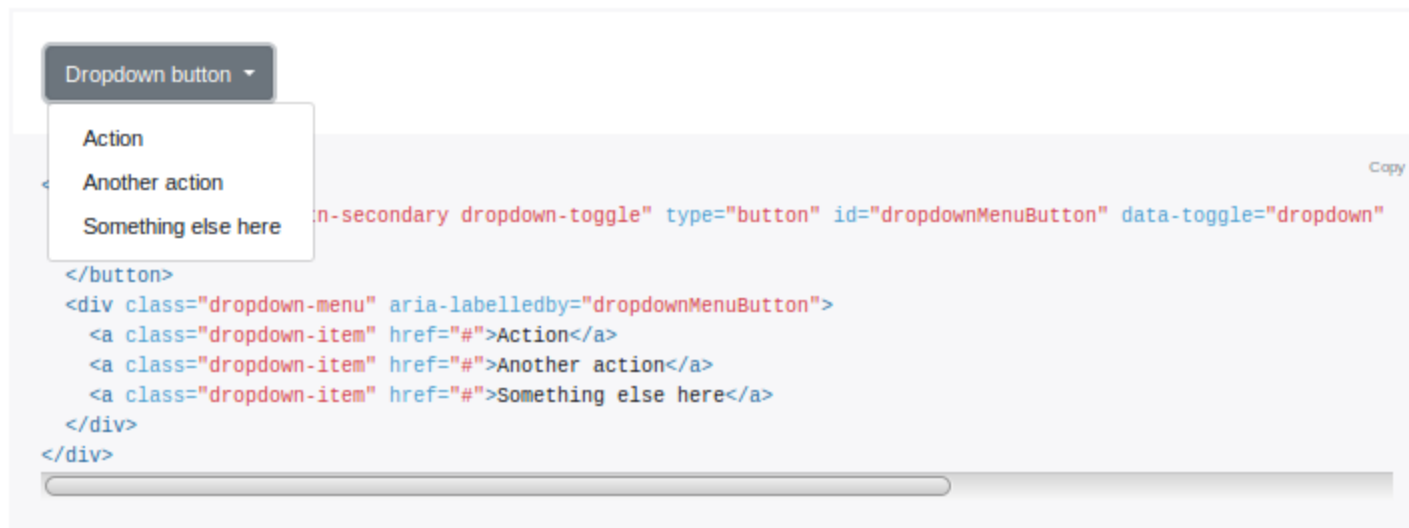 Dropdown button
Action
Another action
Something else here
Copy
<
n-secondary dropdown-toggle" type="button" id="dropdownMenuButton" data-toggle="dropdown"
</button>
<div class="dropdown-menu" aria-labelledby="dropdownMenuButton">
<a class="dropdown-item" href="#">Action</a>
<a class="dropdown-item" href="#">Another action</a>
<a class="dropdown-item" href="#">Something else here</a>
</div>
</div>